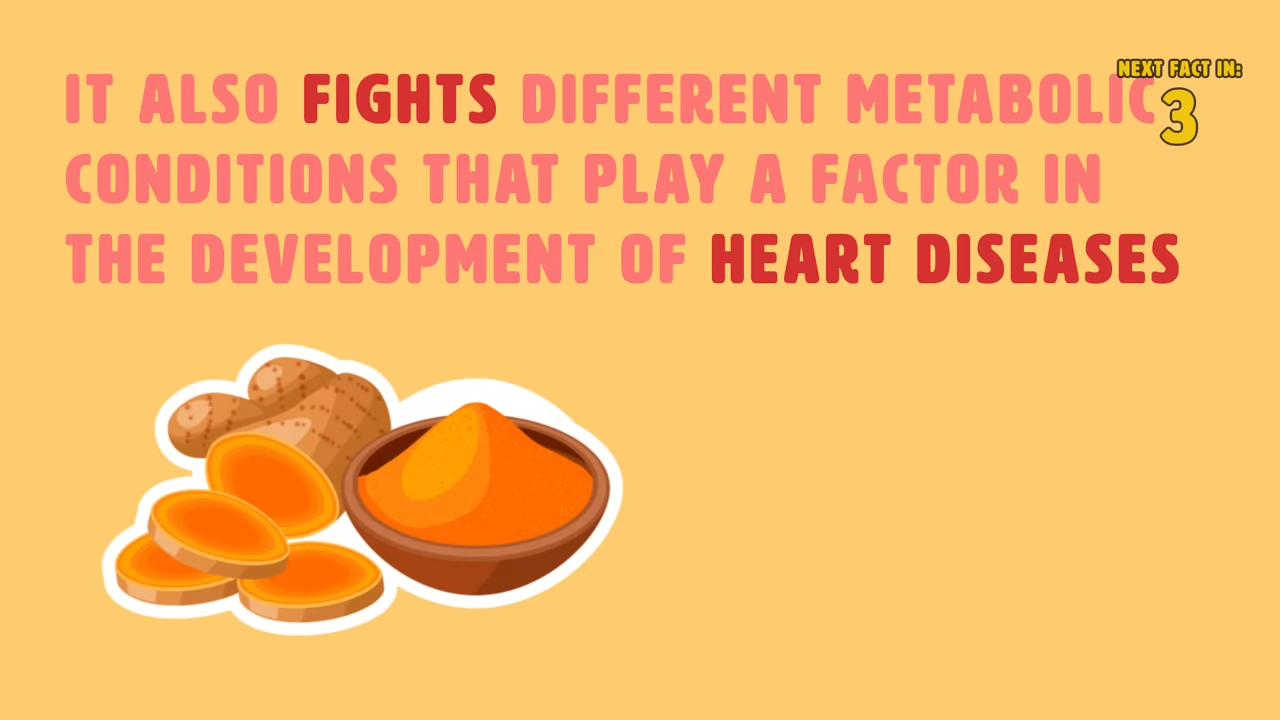 IT ALSO FIGHTS DIFFERENT METABOLIC
CONDITIONS THAT PLAY A FACTOR IN
THE DEVELOPMENT OF HEART DISEASES
NEXT FACT IN:
3